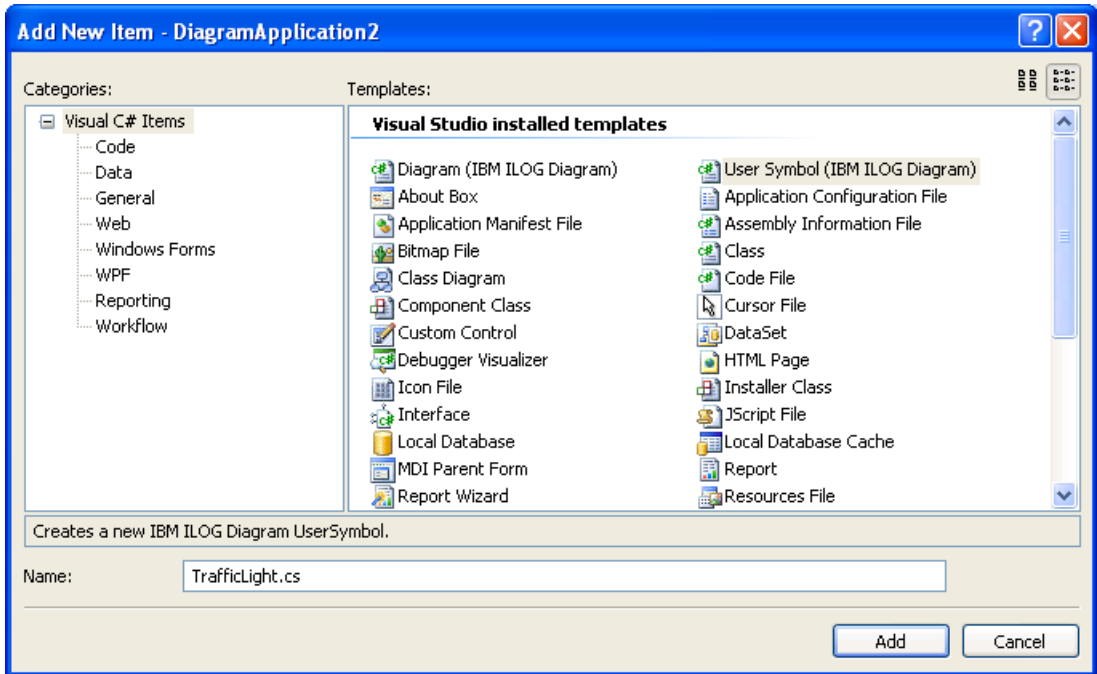 Add New Item - DiagramApplication2
Categories:
Templates:
Visual C# Items
Code
Data
General
Web
Windows Forms
WPF
Reporting
Workflow
Visual Studio installed templates
Diagram (IBM ILOG Diagram)
User Symbol (IBM ILOG Diagram)
About Box
Application Configuration File
Application Manifest File
Assembly Information File
Bitmap File
Class
Class Diagram
Code File
Component Class
Cursor File
Custom Control
DataSet
Debugger Visualizer
HTML Page
Icon File
Installer Class
Interface
JScript File
Local Database
Local Database Cache
MDI Parent Form
Report
Report Wizard
Resources File
Creates a new IBM ILOG Diagram UserSymbol.
Name:
TrafficLight.cs
Add
Cancel